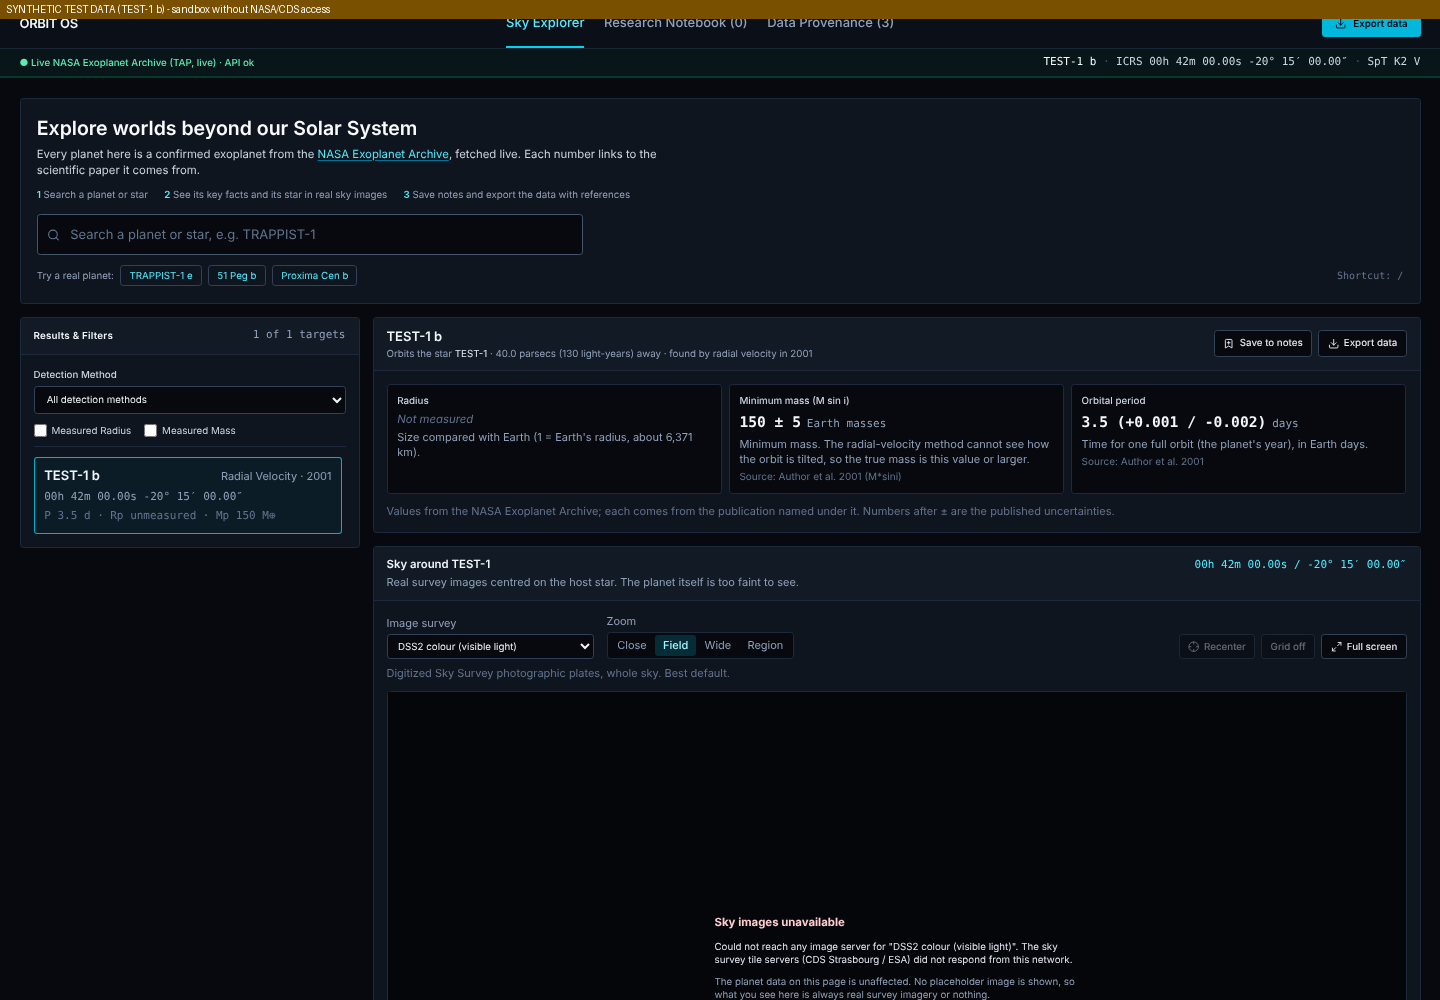 SYNTHETIC TEST DATA (TEST-1 b) - sandbox without NASA/CDS access
ORBIT OS
Sky Explorer
Research Notebook (0)
Data Provenance (3)
Export data
Live NASA Exoplanet Archive (TAP, live) · API ok
TEST-1 b · ICRS 00h 42m 00.00s -20° 15′ 00.00″ · SpT K2 V
Explore worlds beyond our Solar System
Every planet here is a confirmed exoplanet from the NASA Exoplanet Archive, fetched live. Each number links to the
scientific paper it comes from.
1 Search a planet or star
2 See its key facts and its star in real sky images
3 Save notes and export the data with references
Search a planet or star, e.g. TRAPPIST-1
Try a real planet:
TRAPPIST-1 e
51 Peg b
Proxima Cen b
Shortcut: /
Results & Filters
1 of 1 targets
Detection Method
All detection methods
Measured Radius
Measured Mass
TEST-1 b
Radial Velocity · 2001
00h 42m 00.00s -20° 15′ 00.00″
P 3.5 d · Rp unmeasured · Mp 150 M⊕
TEST-1 b
Orbits the star TEST-1 · 40.0 parsecs (130 light-years) away · found by radial velocity in 2001
Save to notes
Export data
Radius
Not measured
Size compared with Earth (1 = Earth's radius, about 6,371
km).
Minimum mass (M sin i)
150 ± 5 Earth masses
Minimum mass. The radial-velocity method cannot see how
the orbit is tilted, so the true mass is this value or larger.
Source: Author et al. 2001 (M*sini)
Orbital period
3.5 (+0.001 / -0.002) days
Time for one full orbit (the planet's year), in Earth days.
Source: Author et al. 2001
Values from the NASA Exoplanet Archive; each comes from the publication named under it. Numbers after ± are the published uncertainties.
Sky around TEST-1
00h 42m 00.00s / -20° 15′ 00.00″
Real survey images centred on the host star. The planet itself is too faint to see.
Image survey
DSS2 colour (visible light)
Zoom
Close
Field
Wide
Region
Recenter
Grid off
Full screen
Digitized Sky Survey photographic plates, whole sky. Best default.
Sky images unavailable
Could not reach any image server for "DSS2 colour (visible light)". The sky
survey tile servers (CDS Strasbourg / ESA) did not respond from this network.
The planet data on this page is unaffected. No placeholder image is shown, so
what you see here is always real survey imagery or nothing.